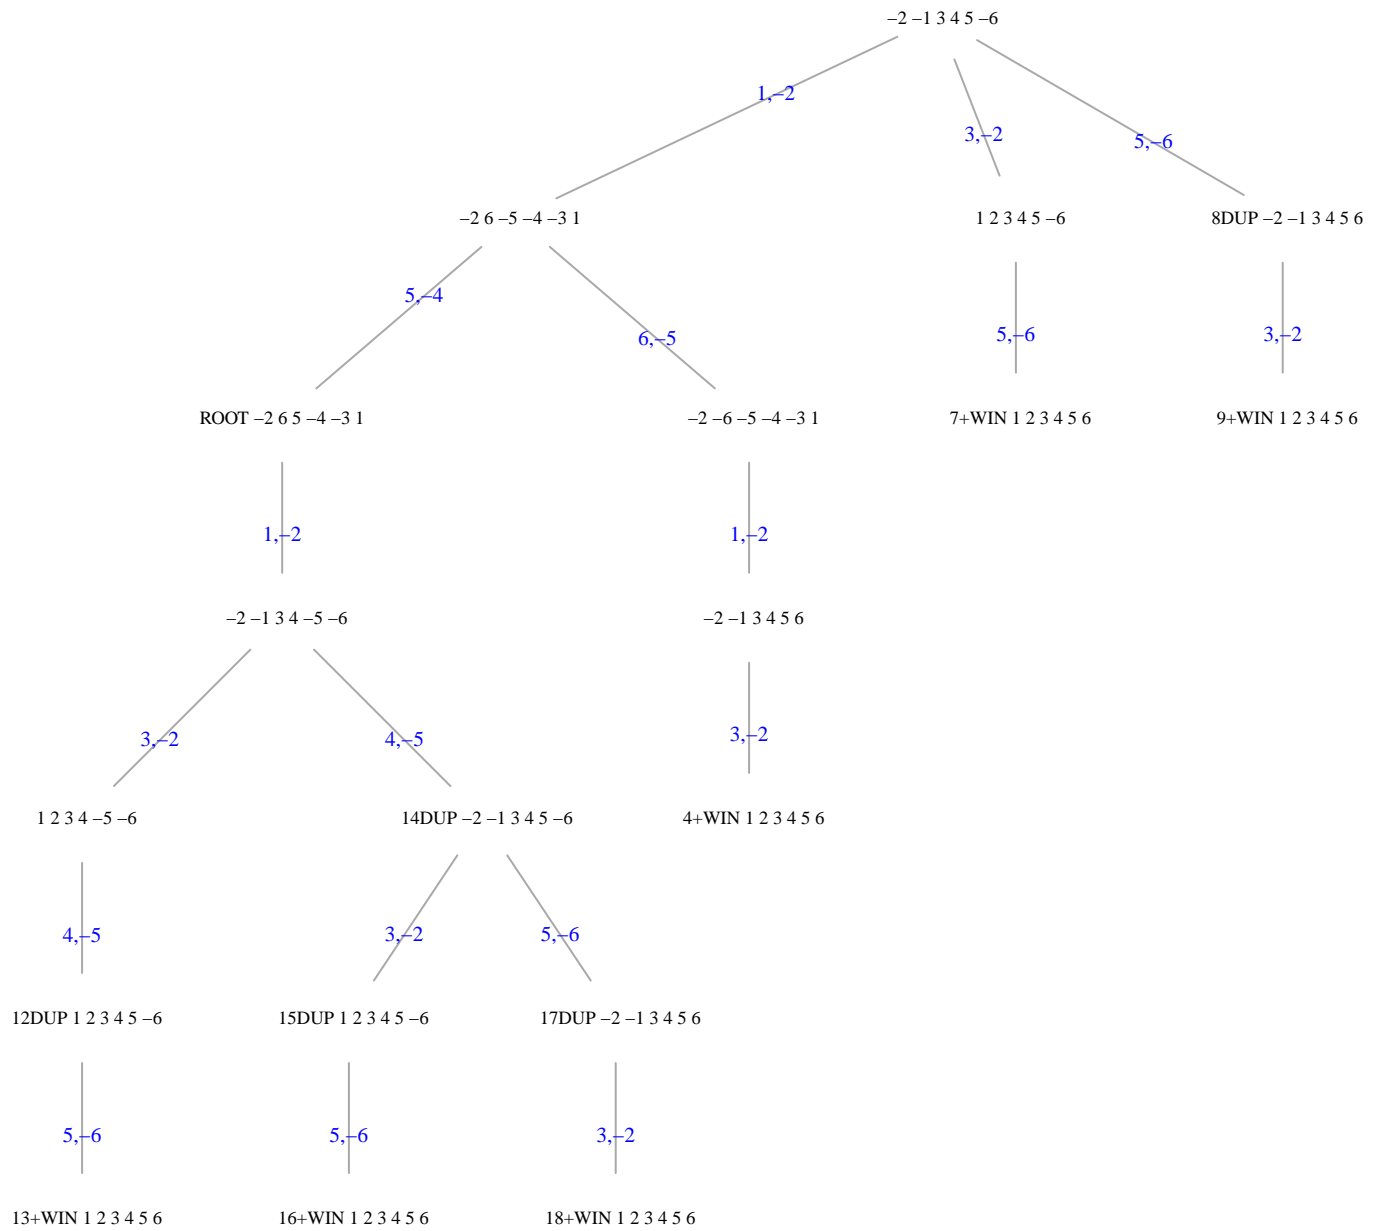 –2 –1 3 4 5 –6
1,–2
3,–2
5,–6
–2 6 –5 –4 –3 1
1 2 3 4 5 –6
8DUP –2 –1 3 4 5 6
5,–4
6,–5
5,–6
3,–2
ROOT –2 6 5 –4 –3 1
–2 –6 –5 –4 –3 1
7+WIN 1 2 3 4 5 6
9+WIN 1 2 3 4 5 6
1,–2
1,–2
–2 –1 3 4 –5 –6
–2 –1 3 4 5 6
3,–2
4,–5
3,–2
1 2 3 4 –5 –6
14DUP –2 –1 3 4 5 –6
4+WIN 1 2 3 4 5 6
4,–5
3,–2
5,–6
12DUP 1 2 3 4 5 –6
15DUP 1 2 3 4 5 –6
17DUP –2 –1 3 4 5 6
5,–6
5,–6
3,–2
13+WIN 1 2 3 4 5 6
16+WIN 1 2 3 4 5 6
18+WIN 1 2 3 4 5 6